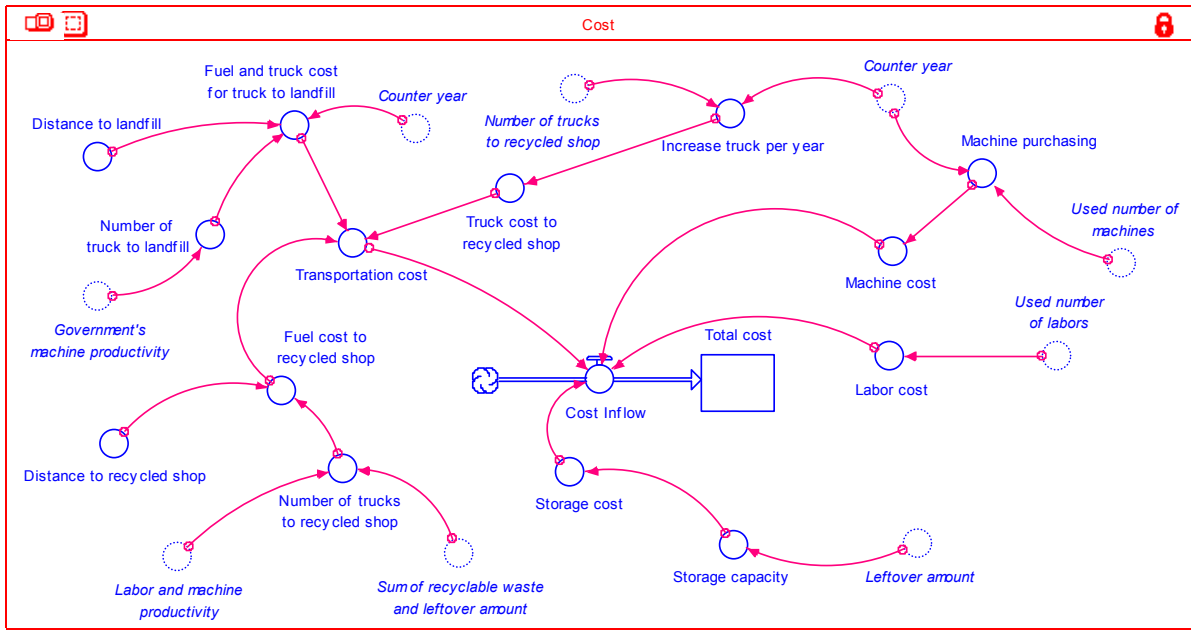 Cost
Fuel and truck cost
for truck to landfill
Counter year
Distance to landfill
Number of trucks
to recycled shop
Increase truck per year
Counter year
Machine purchasing
Number of
truck to landfill
Truck cost to
recycled shop
Used number of
machines
Transportation cost
Machine cost
Government's
machine productivity
Used number
of labors
Fuel cost to
recycled shop
Total cost
Labor cost
Cost Inflow
Distance to recycled shop
Number of trucks
to recycled shop
Storage cost
Labor and machine
productivity
Sum of recyclable waste
and leftover amount
Storage capacity
Leftover amount